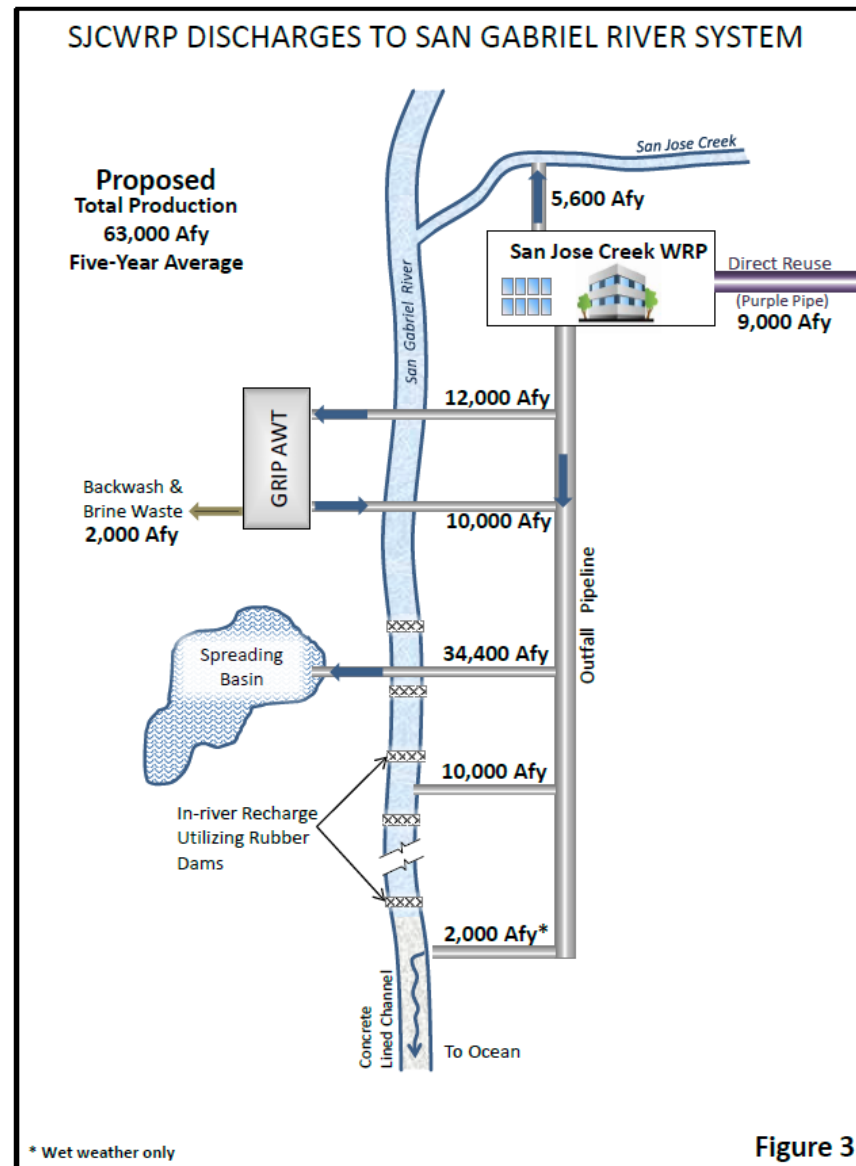 SJCWRP DISCHARGES TO SAN GABRIEL RIVER SYSTEM
San Jose Creek
Proposed
Total Production
63,000 Afy
Five-Year Average
5,600 Afy
San Jose Creek WRP
Direct Reuse
(Purple Pipe)
9,000 Afy
San Gabriel River
12,000 Afy
GRIP AWT
Backwash &
Brine Waste
2,000 Afy
10,000 Afy
Outfall Pipeline
Spreading
Basin
34,400 Afy
10,000 Afy
In-river Recharge
Utilizing Rubber
Dams
2,000 Afy*
Concrete
Lined Channel
To Ocean
* Wet weather only
Figure 3